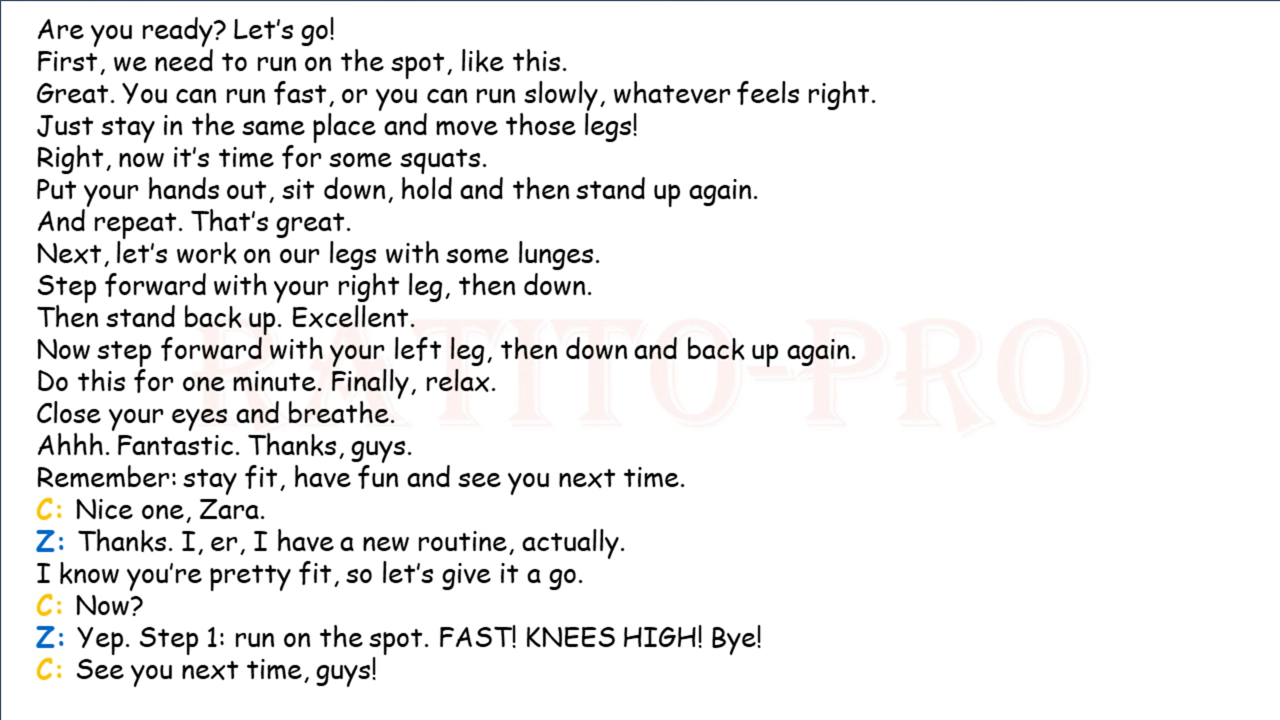 Are you ready? Let's go!
First, we need to run on the spot, like this.
Great. You can run fast, or you can run slowly, whatever feels right.
Just stay in the same place and move those legs!
Right, now it's time for some squats.
Put your hands out, sit down, hold and then stand up again.
And repeat. That's great.
Next, let's work on our legs with some lunges.
Step forward with your right leg, then down.
Then stand back up. Excellent.
Now step forward with your left leg, then down and back up again.
Do this for one minute. Finally, relax.
Close your eyes and breathe.
Ahhh. Fantastic. Thanks, guys.
Remember: stay fit, have fun and see you next time.
C: Nice one, Zara.
Z: Thanks. I, er, I have a new routine, actually.
I know you're pretty fit, so let's give it a go.
C: Now?
Z: Yep. Step 1: run on the spot. FAST! KNEES HIGH! Bye!
C: See you next time, guys!
RATITO-PRO